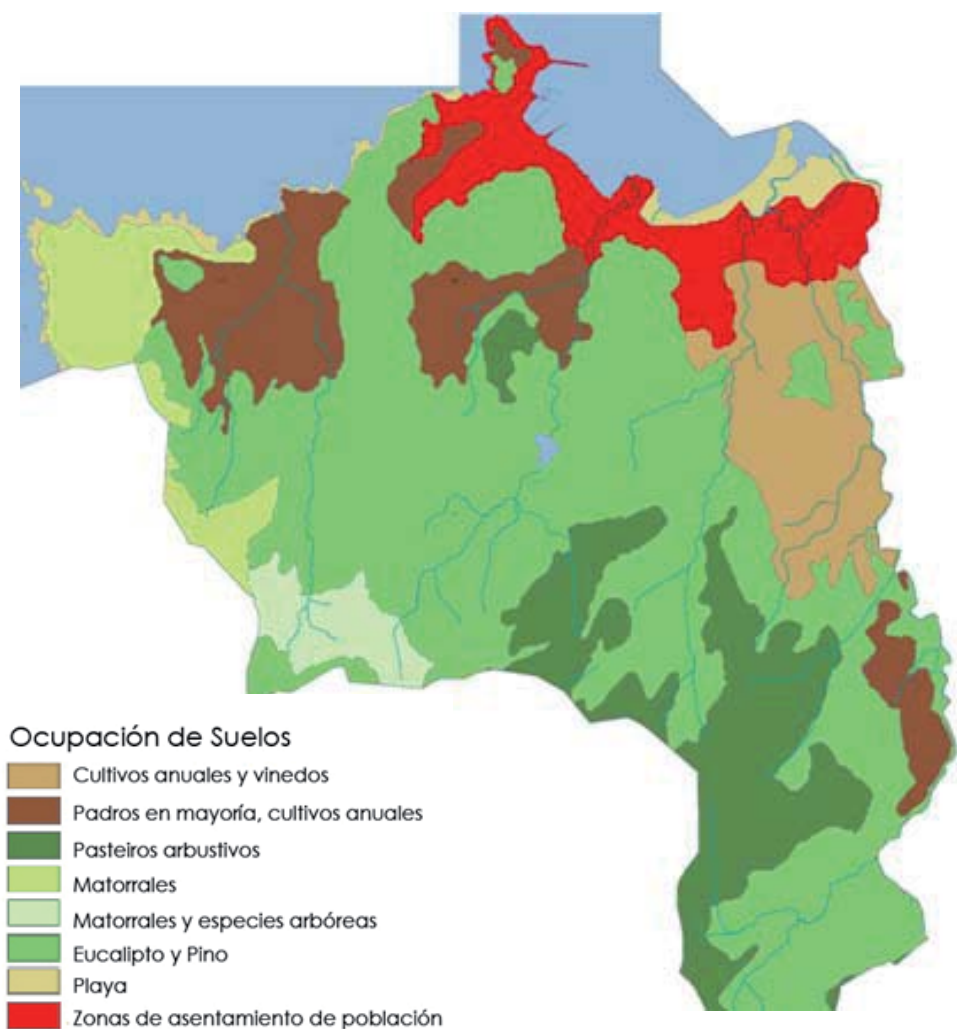 Ocupación de Suelos
Cultivos anuales y vinedos
Padros en mayoría, cultivos anuales
Pasteiros arbustivos
Matorrales
Matorrales y especies arbóreas
Eucalipto y Pino
Playa
Zonas de asentamiento de población